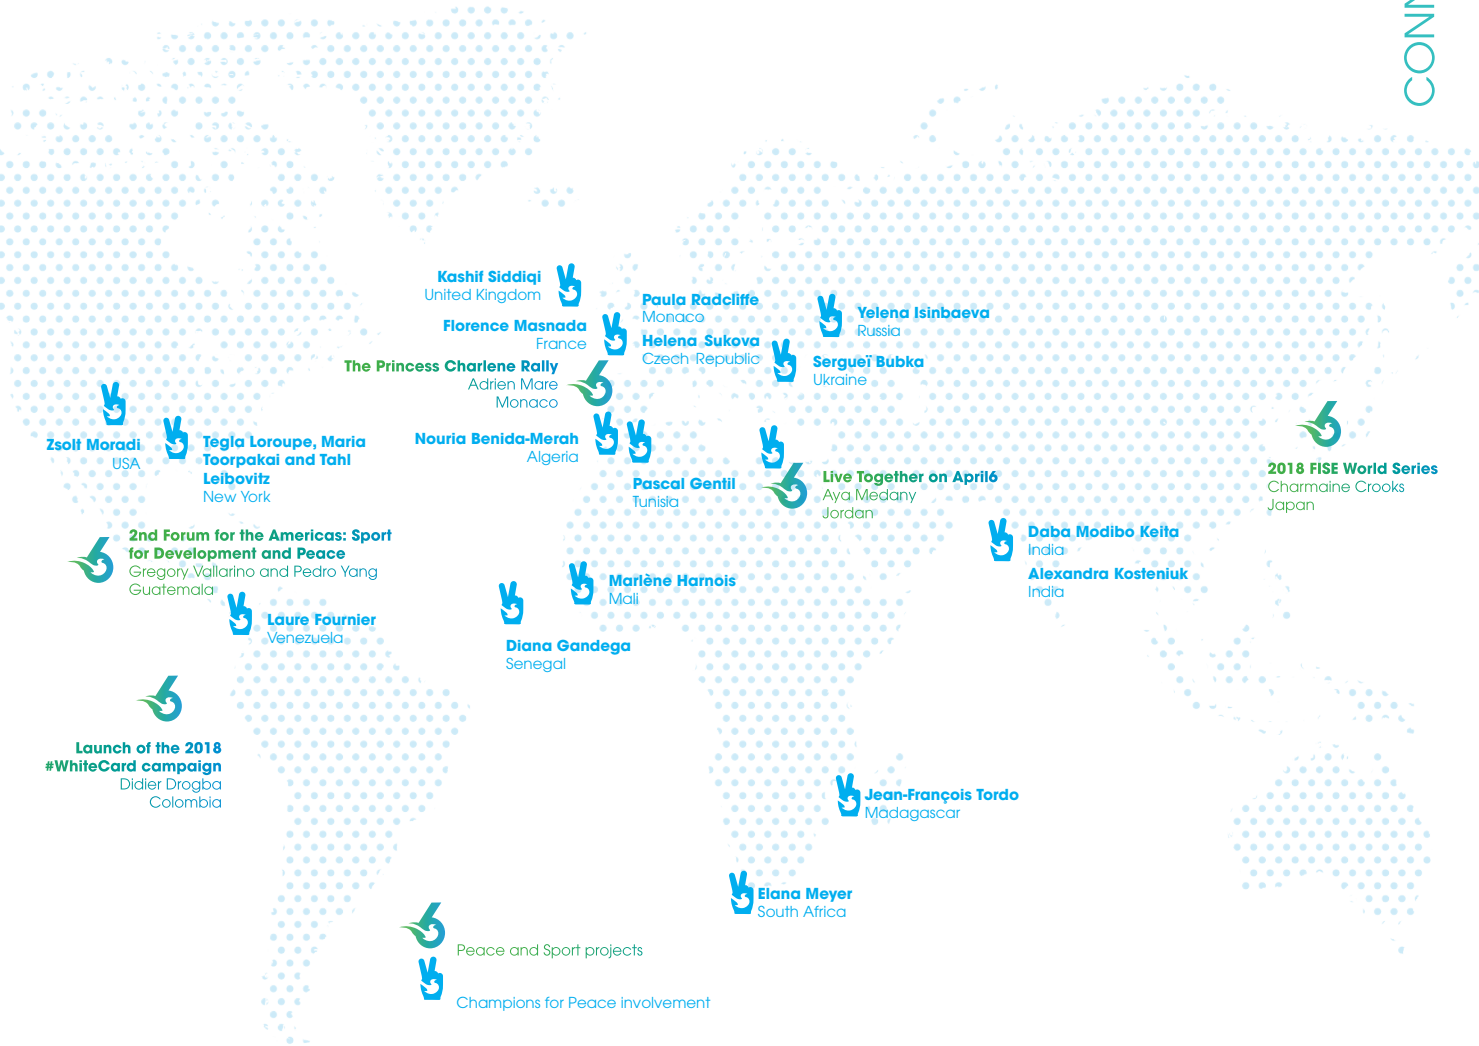 CONN
Kashif Siddiqi
United Kingdom
Florence Masnada
France
The Princess Charlene Rally
Adrien Mare
Monaco
Paula Radcliffe
Monaco
Helena Sukova
Czech Republic
Yelena Isinbaeva
Russia
Sergueï Bubka
Ukraine
Zsolt Moradi
USA
Tegla Loroupe, Maria
Toorpakai and Tahl
Leibovitz
New York
Nouria Benida-Merah
Algeria
Pascal Gentil
Tunisia
Live Together on April6
Aya Medany
Jordan
2018 FISE World Series
Charmaine Crooks
Japan
2nd Forum for the Americas: Sport
for Development and Peace
Gregory Vallarino and Pedro Yang
Guatemala
Daba Modibo Keita
India
Alexandra Kosteniuk
India
Marlène Harnois
Mali
Laure Fournier
Venezuela
Diana Gandega
Senegal
Launch of the 2018
#WhiteCard campaign
Didier Drogba
Colombia
Jean-François Tordo
Madagascar
Elana Meyer
South Africa
Peace and Sport projects
Champions for Peace involvement